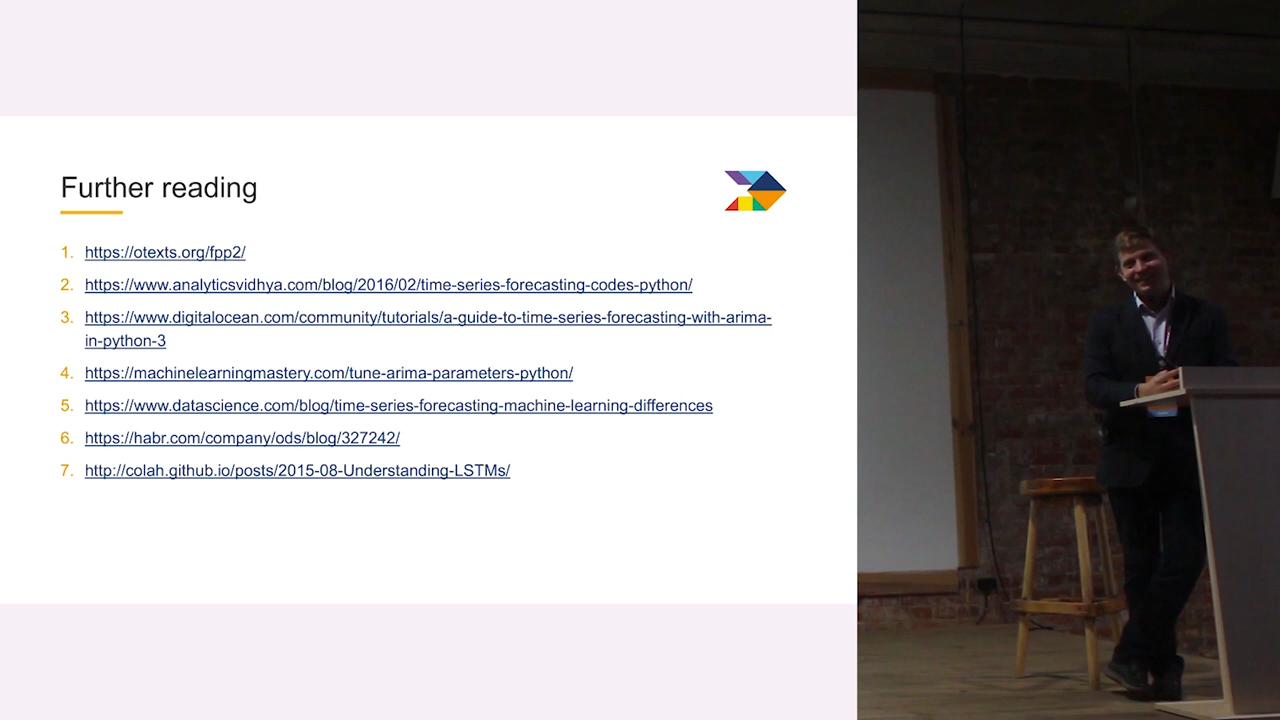 Further reading
1. https://otexts.org/fpp2/
2. https://www.analyticsvidhya.com/blog/2016/02/time-series-forecasting-codes-python/
3. https://www.digitalocean.com/community/tutorials/a-guide-to-time-series-forecasting-with-arima-
in-python-3
4. https://machinelearningmastery.com/tune-arima-parameters-python/
5. https://www.datascience.com/blog/time-series-forecasting-machine-learning-differences
6. https://habr.com/company/ods/blog/327242/
7. http://colah.github.io/posts/2015-08-Understanding-LSTMs/